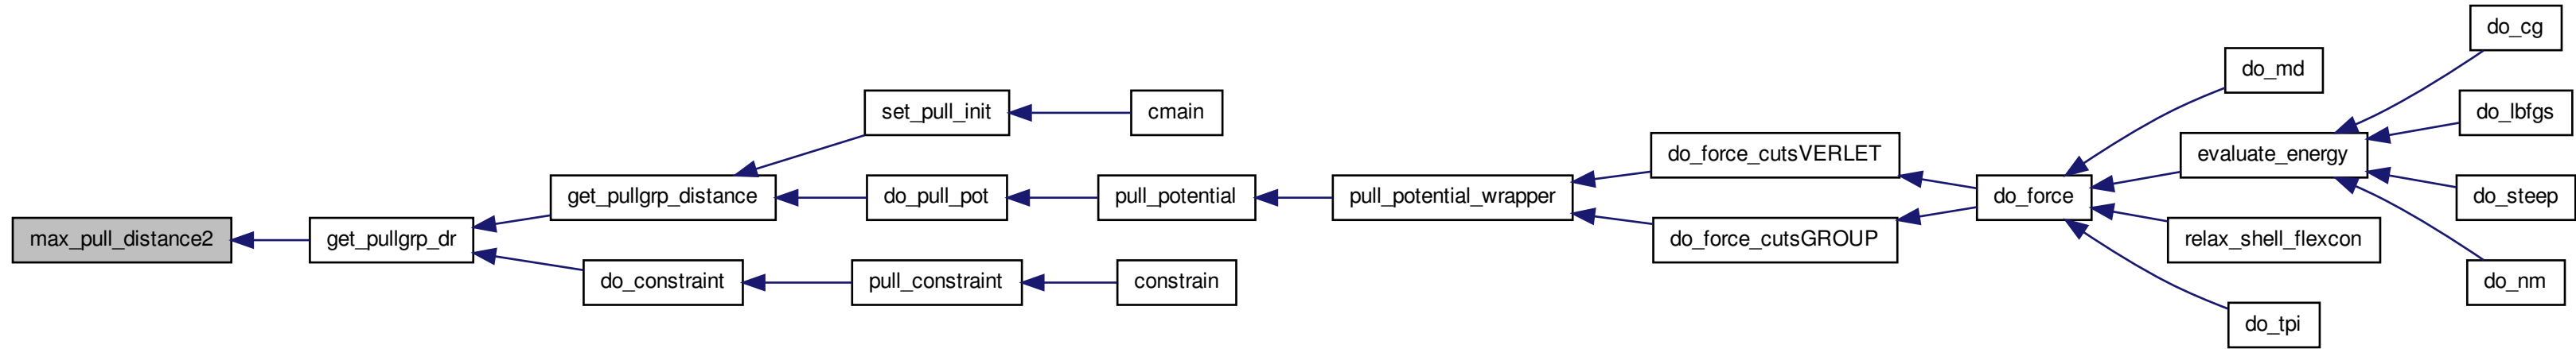 do_cg
do_md
do_lbfgs
set_pull_init
cmain
do_force_cutsVERLET
evaluate_energy
get_pullgrp_distance
do_pull_pot
pull_potential
pull_potential_wrapper
do_force
do_steep
max_pull_distance2
get_pullgrp_dr
do_force_cutsGROUP
relax_shell_flexcon
do_constraint
pull_constraint
constrain
do_nm
do_tpi